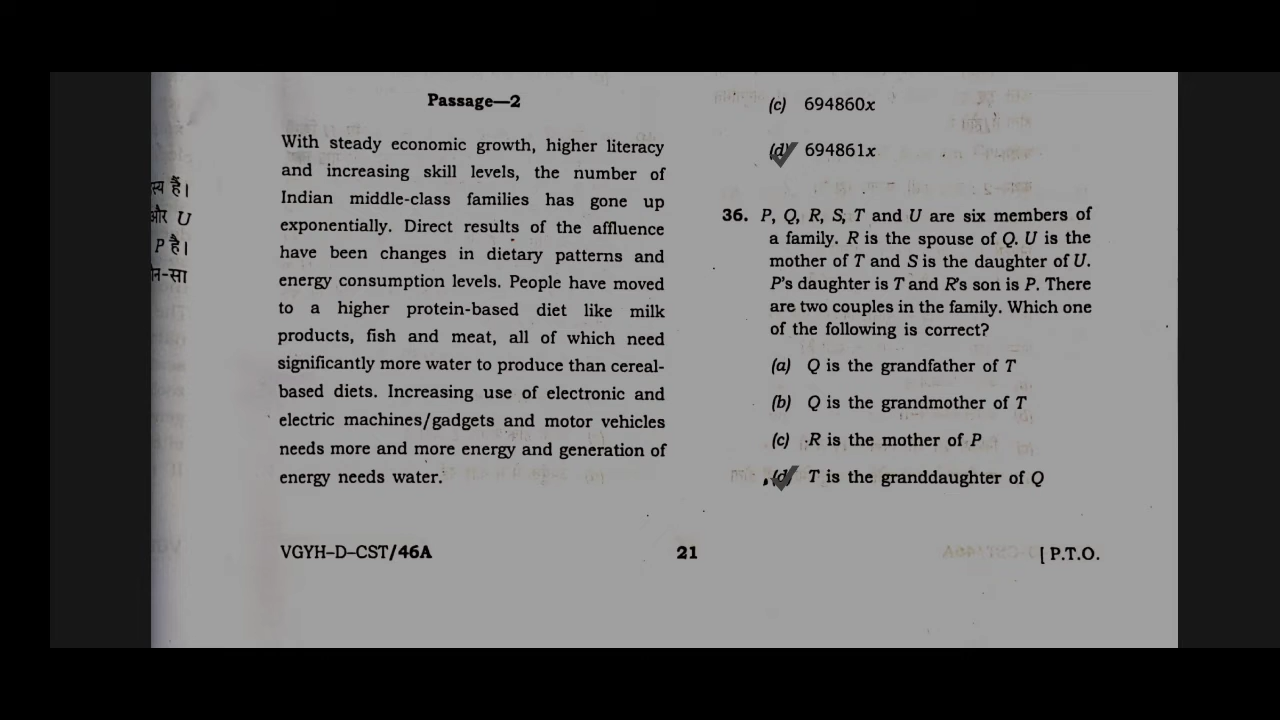 स्य हैं।
और U
P है।
न-सा
Passage—2
With steady economic growth, higher literacy
and increasing skill levels, the number of
Indian middle-class families has gone up
exponentially. Direct results of the affluence
have been changes in dietary patterns and
energy consumption levels. People have moved
to a higher protein-based diet like milk
products, fish and meat, all of which need
significantly more water to produce than cereal-
based diets. Increasing use of electronic and
electric machines/gadgets and motor vehicles
needs more and more energy and generation of
energy needs water.
(c) 694860x
(d) 694861x
36. P, Q, R, S, T and U are six members of
a family. R is the spouse of Q. U is the
mother of T and S is the daughter of U.
P's daughter is T and R's son is P. There
are two couples in the family. Which one
of the following is correct?
(a) Q is the grandfather of T
(b) Q is the grandmother of T
(c) R is the mother of P
(d) T is the granddaughter of Q
VGYH-D-CST/46A
21
[ P.T.O.